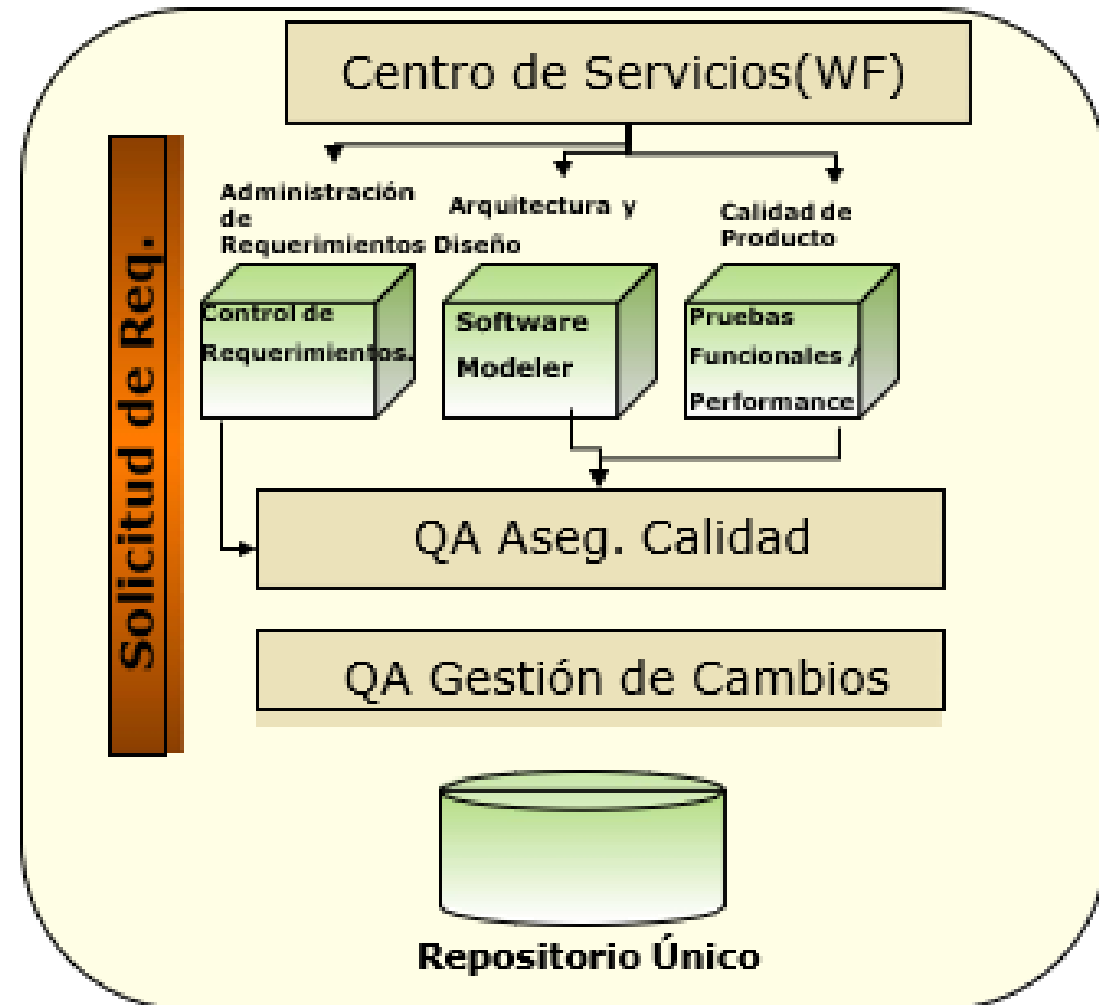 Centro de Servicios(WF)
Solicitud de Req.
Administración
de
Requerimientos
Arquitectura y
Diseño
Calidad de
Producto
Control de
Requerimientos.
Software
Modeler
Pruebas
Funcionales /
Performance
QA Aseg. Calidad
QA Gestión de Cambios
Repositorio Único